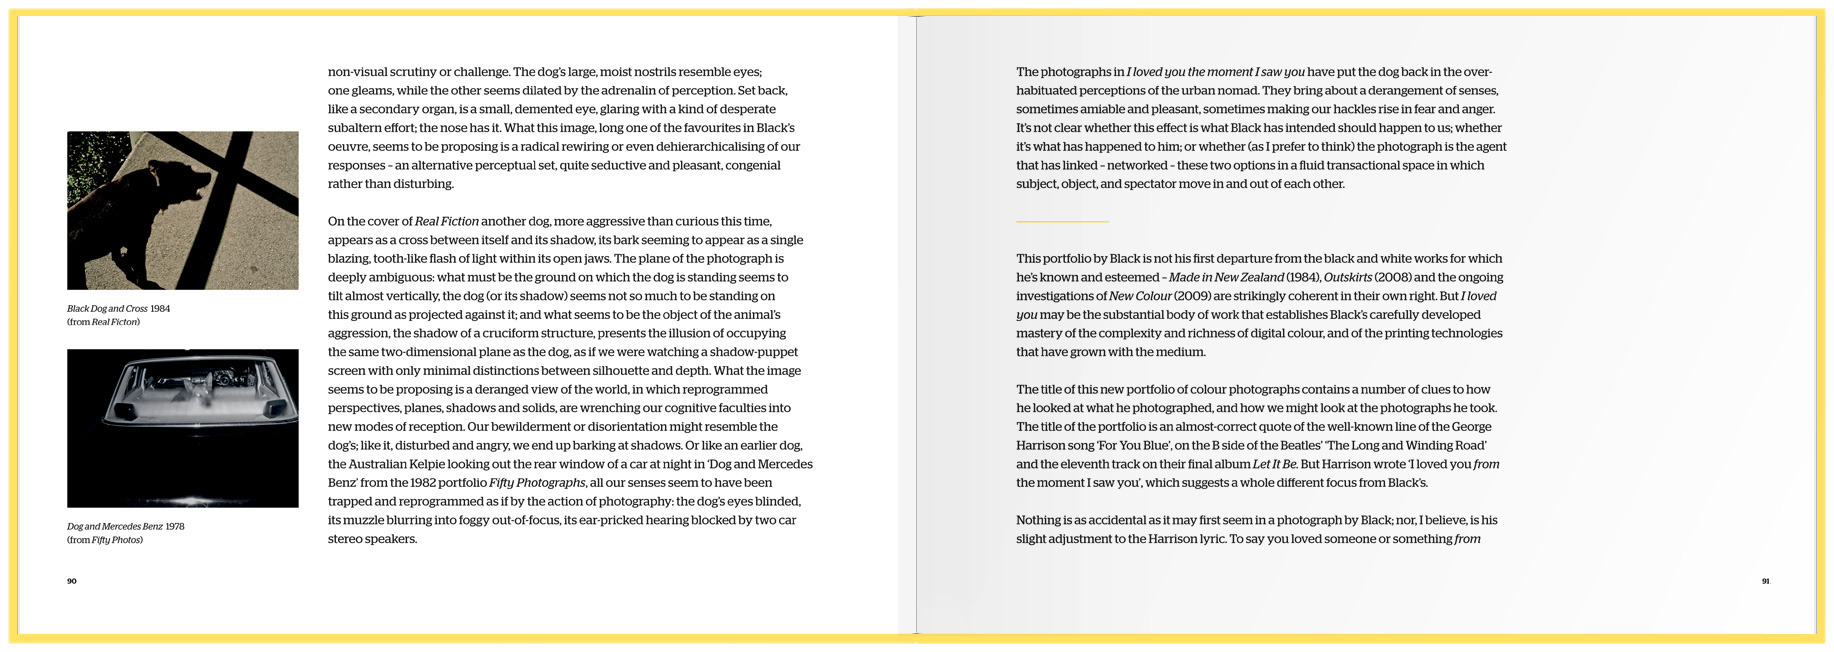 non-visual scrutiny or challenge. The dog's large, moist nostrils resemble eyes;
one gleams, while the other seems dilated by the adrenalin of perception. Set back,
like a secondary organ, is a small, demented eye, glaring with a kind of desperate
subaltern effort; the nose has it. What this image, long one of the favourites in Black's
oeuvre, seems to be proposing is a radical rewiring or even dehierarchicalising of our
responses – an alternative perceptual set, quite seductive and pleasant, congenial
rather than disturbing.
On the cover of Real Fiction another dog, more aggressive than curious this time,
appears as a cross between itself and its shadow, its bark seeming to appear as a single
blazing, tooth-like flash of light within its open jaws. The plane of the photograph is
deeply ambiguous: what must be the ground on which the dog is standing seems to
tilt almost vertically, the dog (or its shadow) seems not so much to be standing on
this ground as projected against it; and what seems to be the object of the animal's
aggression, the shadow of a cruciform structure, presents the illusion of occupying
the same two-dimensional plane as the dog, as if we were watching a shadow-puppet
screen with only minimal distinctions between silhouette and depth. What the image
seems to be proposing is a deranged view of the world, in which reprogrammed
perspectives, planes, shadows and solids, are wrenching our cognitive faculties into
new modes of reception. Our bewilderment or disorientation might resemble the
dog's; like it, disturbed and angry, we end up barking at shadows. Or like an earlier dog,
the Australian Kelpie looking out the rear window of a car at night in 'Dog and Mercedes
Benz' from the 1982 portfolio Fifty Photographs, all our senses seem to have been
trapped and reprogrammed as if by the action of photography: the dog's eyes blinded,
its muzzle blurring into foggy out-of-focus, its ear-pricked hearing blocked by two car
stereo speakers.
Black Dog and Cross 1984
(from Real Ficton)
Dog and Mercedes Benz 1978
(from Fifty Photos)
90
The photographs in I loved you the moment I saw you have put the dog back in the over-
habituated perceptions of the urban nomad. They bring about a derangement of senses,
sometimes amiable and pleasant, sometimes making our hackles rise in fear and anger.
It's not clear whether this effect is what Black has intended should happen to us; whether
it's what has happened to him; or whether (as I prefer to think) the photograph is the agent
that has linked – networked – these two options in a fluid transactional space in which
subject, object, and spectator move in and out of each other.
This portfolio by Black is not his first departure from the black and white works for which
he's known and esteemed – Made in New Zealand (1984), Outskirts (2008) and the ongoing
investigations of New Colour (2009) are strikingly coherent in their own right. But I loved
you may be the substantial body of work that establishes Black's carefully developed
mastery of the complexity and richness of digital colour, and of the printing technologies
that have grown with the medium.
The title of this new portfolio of colour photographs contains a number of clues to how
he looked at what he photographed, and how we might look at the photographs he took.
The title of the portfolio is an almost-correct quote of the well-known line of the George
Harrison song 'For You Blue', on the B side of the Beatles' 'The Long and Winding Road'
and the eleventh track on their final album Let It Be. But Harrison wrote 'I loved you from
the moment I saw you', which suggests a whole different focus from Black's.
Nothing is as accidental as it may first seem in a photograph by Black; nor, I believe, is his
slight adjustment to the Harrison lyric. To say you loved someone or something from
91